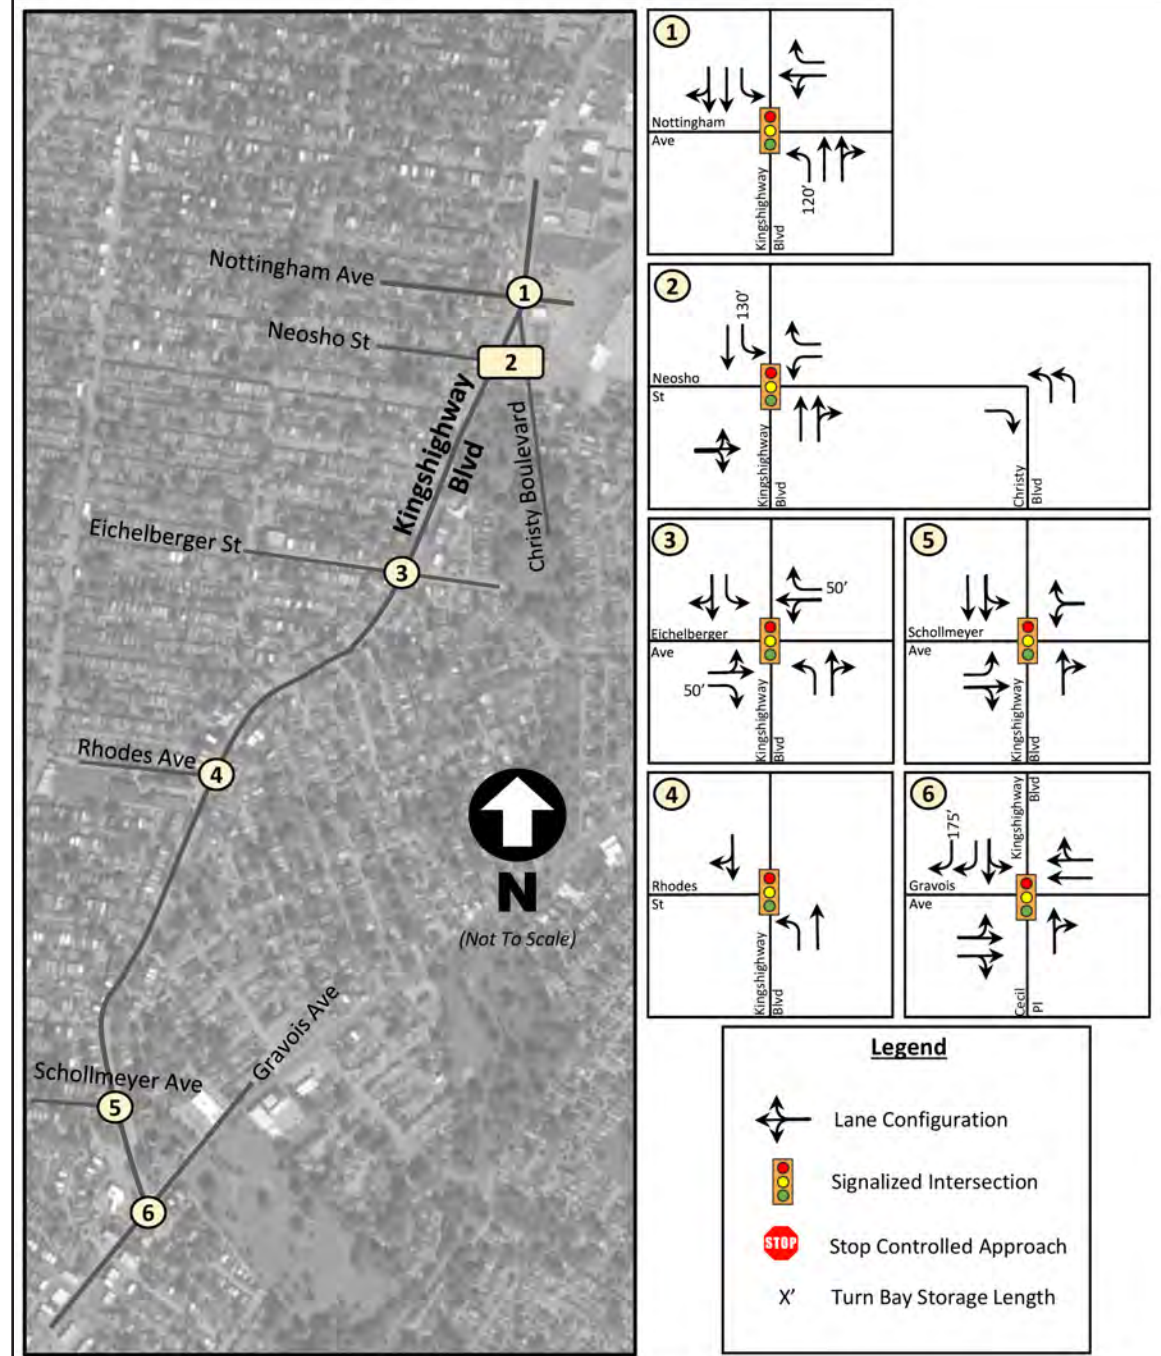 Nottingham Ave
1
Neosho St
2
Kingshighway
Blvd
Christy Boulevard
Eichelberger St
3
Rhodes Ave
4
N
(Not To Scale)
Gravois Ave
Schollmeyer Ave
5
6
1
Nottingham
Ave
120'
Kingshighway
Blvd
2
130'
Neosho
St
Kingshighway
Blvd
Christy
Blvd
3
50'
Eichelberger
Ave
50'
Kingshighway
Blvd
5
Schollmeyer
Ave
Kingshighway
Blvd
4
Rhodes
St
Kingshighway
Blvd
6
175'
Kingshighway
Blvd
Gravois
Ave
Cecil
Pl
Legend
Lane Configuration
Signalized Intersection
STOP
Stop Controlled Approach
X'
Turn Bay Storage Length